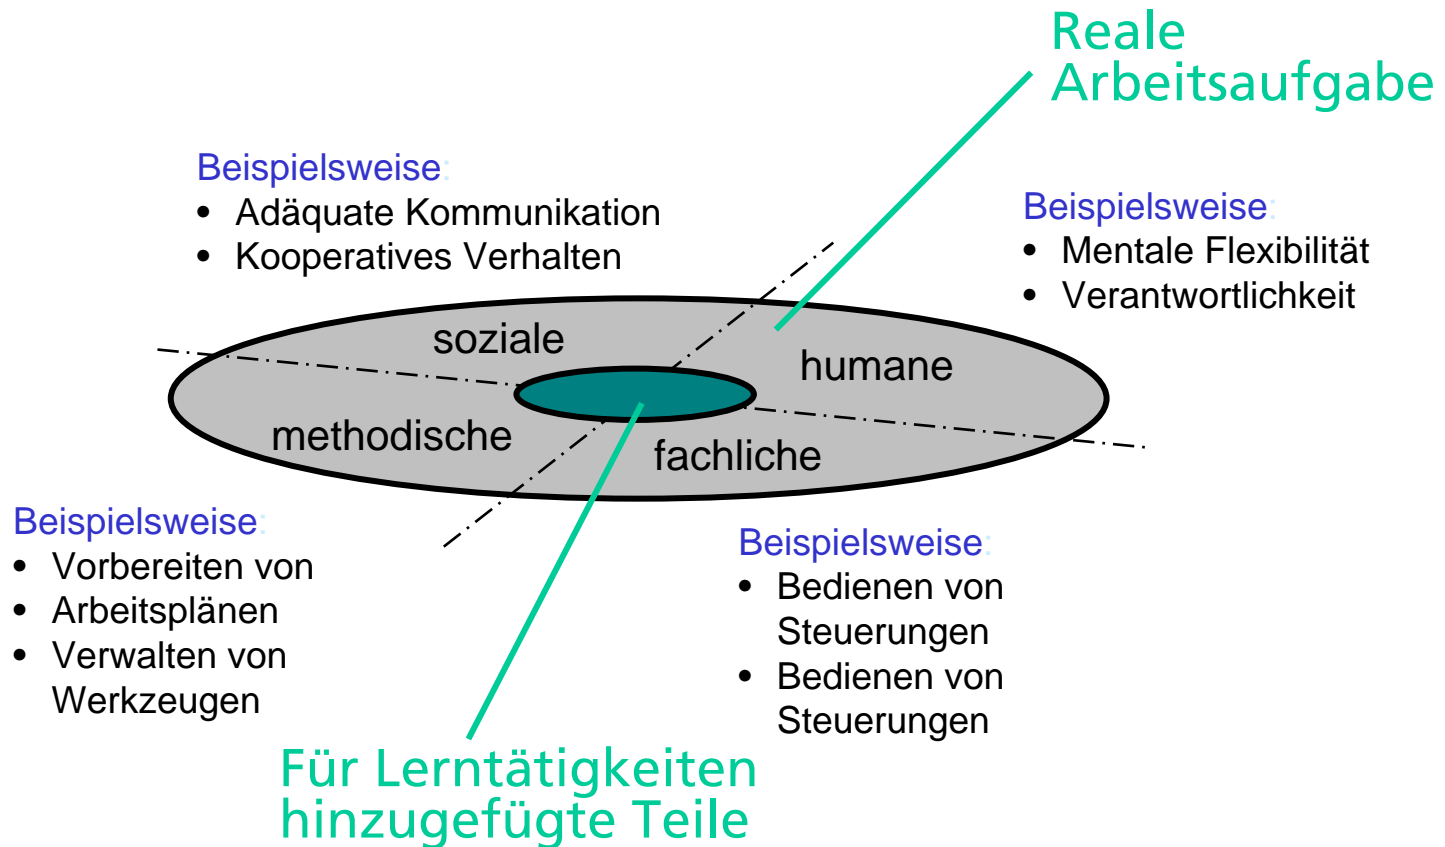 Reale
Arbeitsaufgabe
Beispielsweise:
• Adäquate Kommunikation
• Kooperatives Verhalten
Beispielsweise:
• Mentale Flexibilität
• Verantwortlichkeit
soziale
humane
methodische
fachliche
Beispielsweise:
• Vorbereiten von
• Arbeitsplänen
• Verwalten von
Werkzeugen
Beispielsweise:
• Bedienen von
Steuerungen
• Bedienen von
Steuerungen
Für Lerntätigkeiten
hinzugefügte Teile